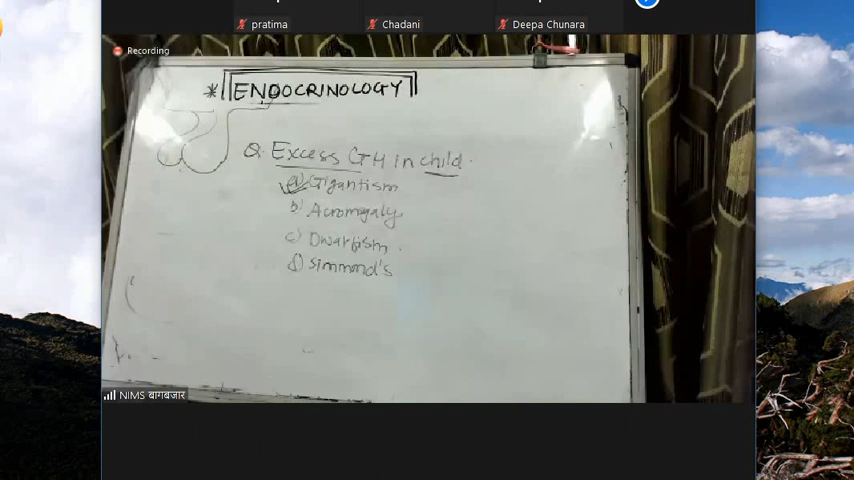 pratima
Chadani
Deepa Chunara
Recording
* ENDOCRINOLOGY
Q. Excess GH in child.
a) Gigantism
b) Acromegaly
c) Dwarfism
d) Simmond's
NIMS बागबजार